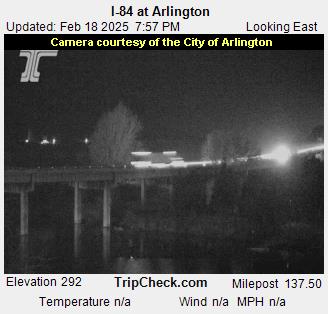 I-84 at Arlington
Updated: Feb 18 2025 7:57 PM Looking East
Camera courtesy of the City of Arlington
Elevation 292 TripCheck.com Milepost 137.50
Temperature n/a Wind n/a MPH n/a